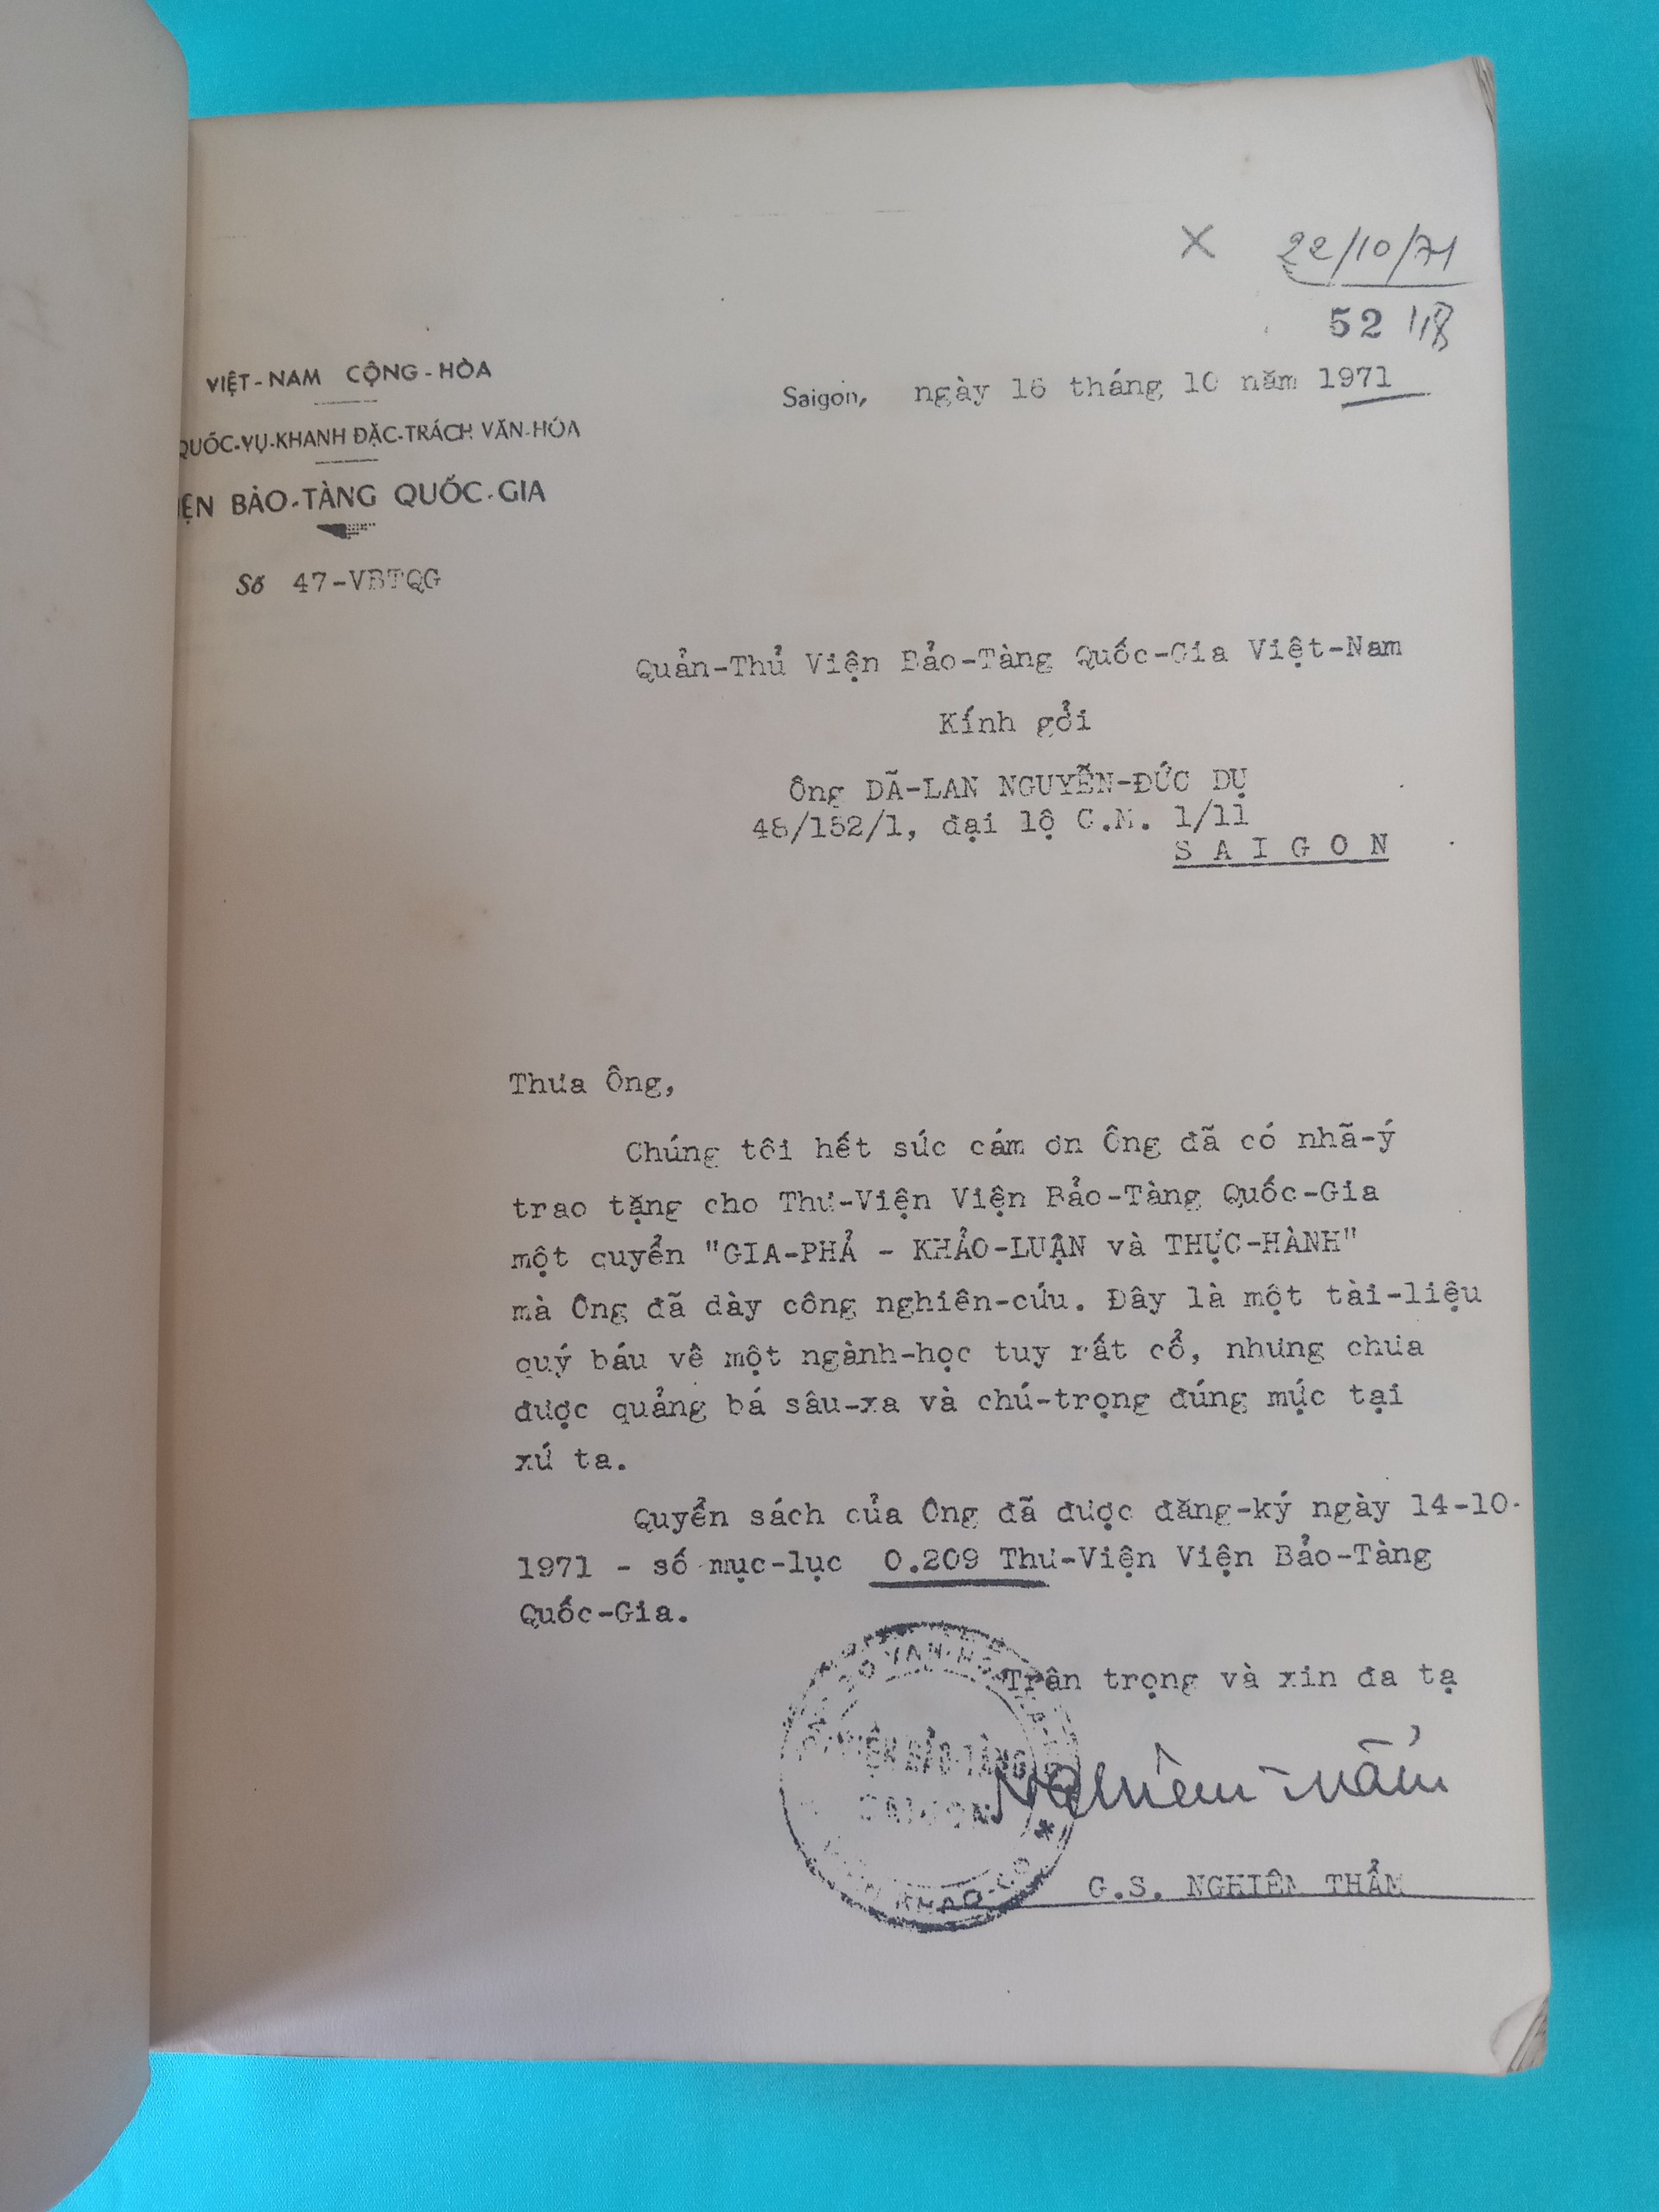 X 22/10/71
52
VIỆT-NAM CỘNG-HÒA
Saigon, ngày 16 tháng 10 năm 1971
QUỐC-VỤ-KHANH ĐẶC-TRÁCH VĂN-HÓA
IỆN BẢO-TÀNG QUỐC-GIA
Số 47-VBTQG
Quản-Thủ Viện Bảo-Tàng Quốc-Gia Việt-Nam
Kính gởi
Ông DÃ-LAN NGUYỄN-ĐỨC DỤ
48/152/1, đại lộ C.M. 1/11
SAIGON
Thưa Ông,
Chúng tôi hết sức cám ơn Ông đã có nhã-ý
trao tặng cho Thư-Viện Viện Bảo-Tàng Quốc-Gia
một quyển "GIA-PHẢ - KHẢO-LUẬN và THỰC-HÀNH"
mà Ông đã dày công nghiên-cứu. Đây là một tài-liệu
quý báu về một ngành-học tuy rất cổ, nhưng chưa
được quảng bá sâu-xa và chú-trọng đúng mực tại
xứ ta.
Quyển sách của Ông đã được đăng-ký ngày 14-10-
1971 - số mục-lục 0.209 Thư-Viện Viện Bảo-Tàng
Quốc-Gia.
Trân trọng và xin đa tạ
VIỆN BẢO-TÀNG
SAIGON
KHAO-CO
Nghiêm Thẩm
G.S. NGHIÊM THẨM